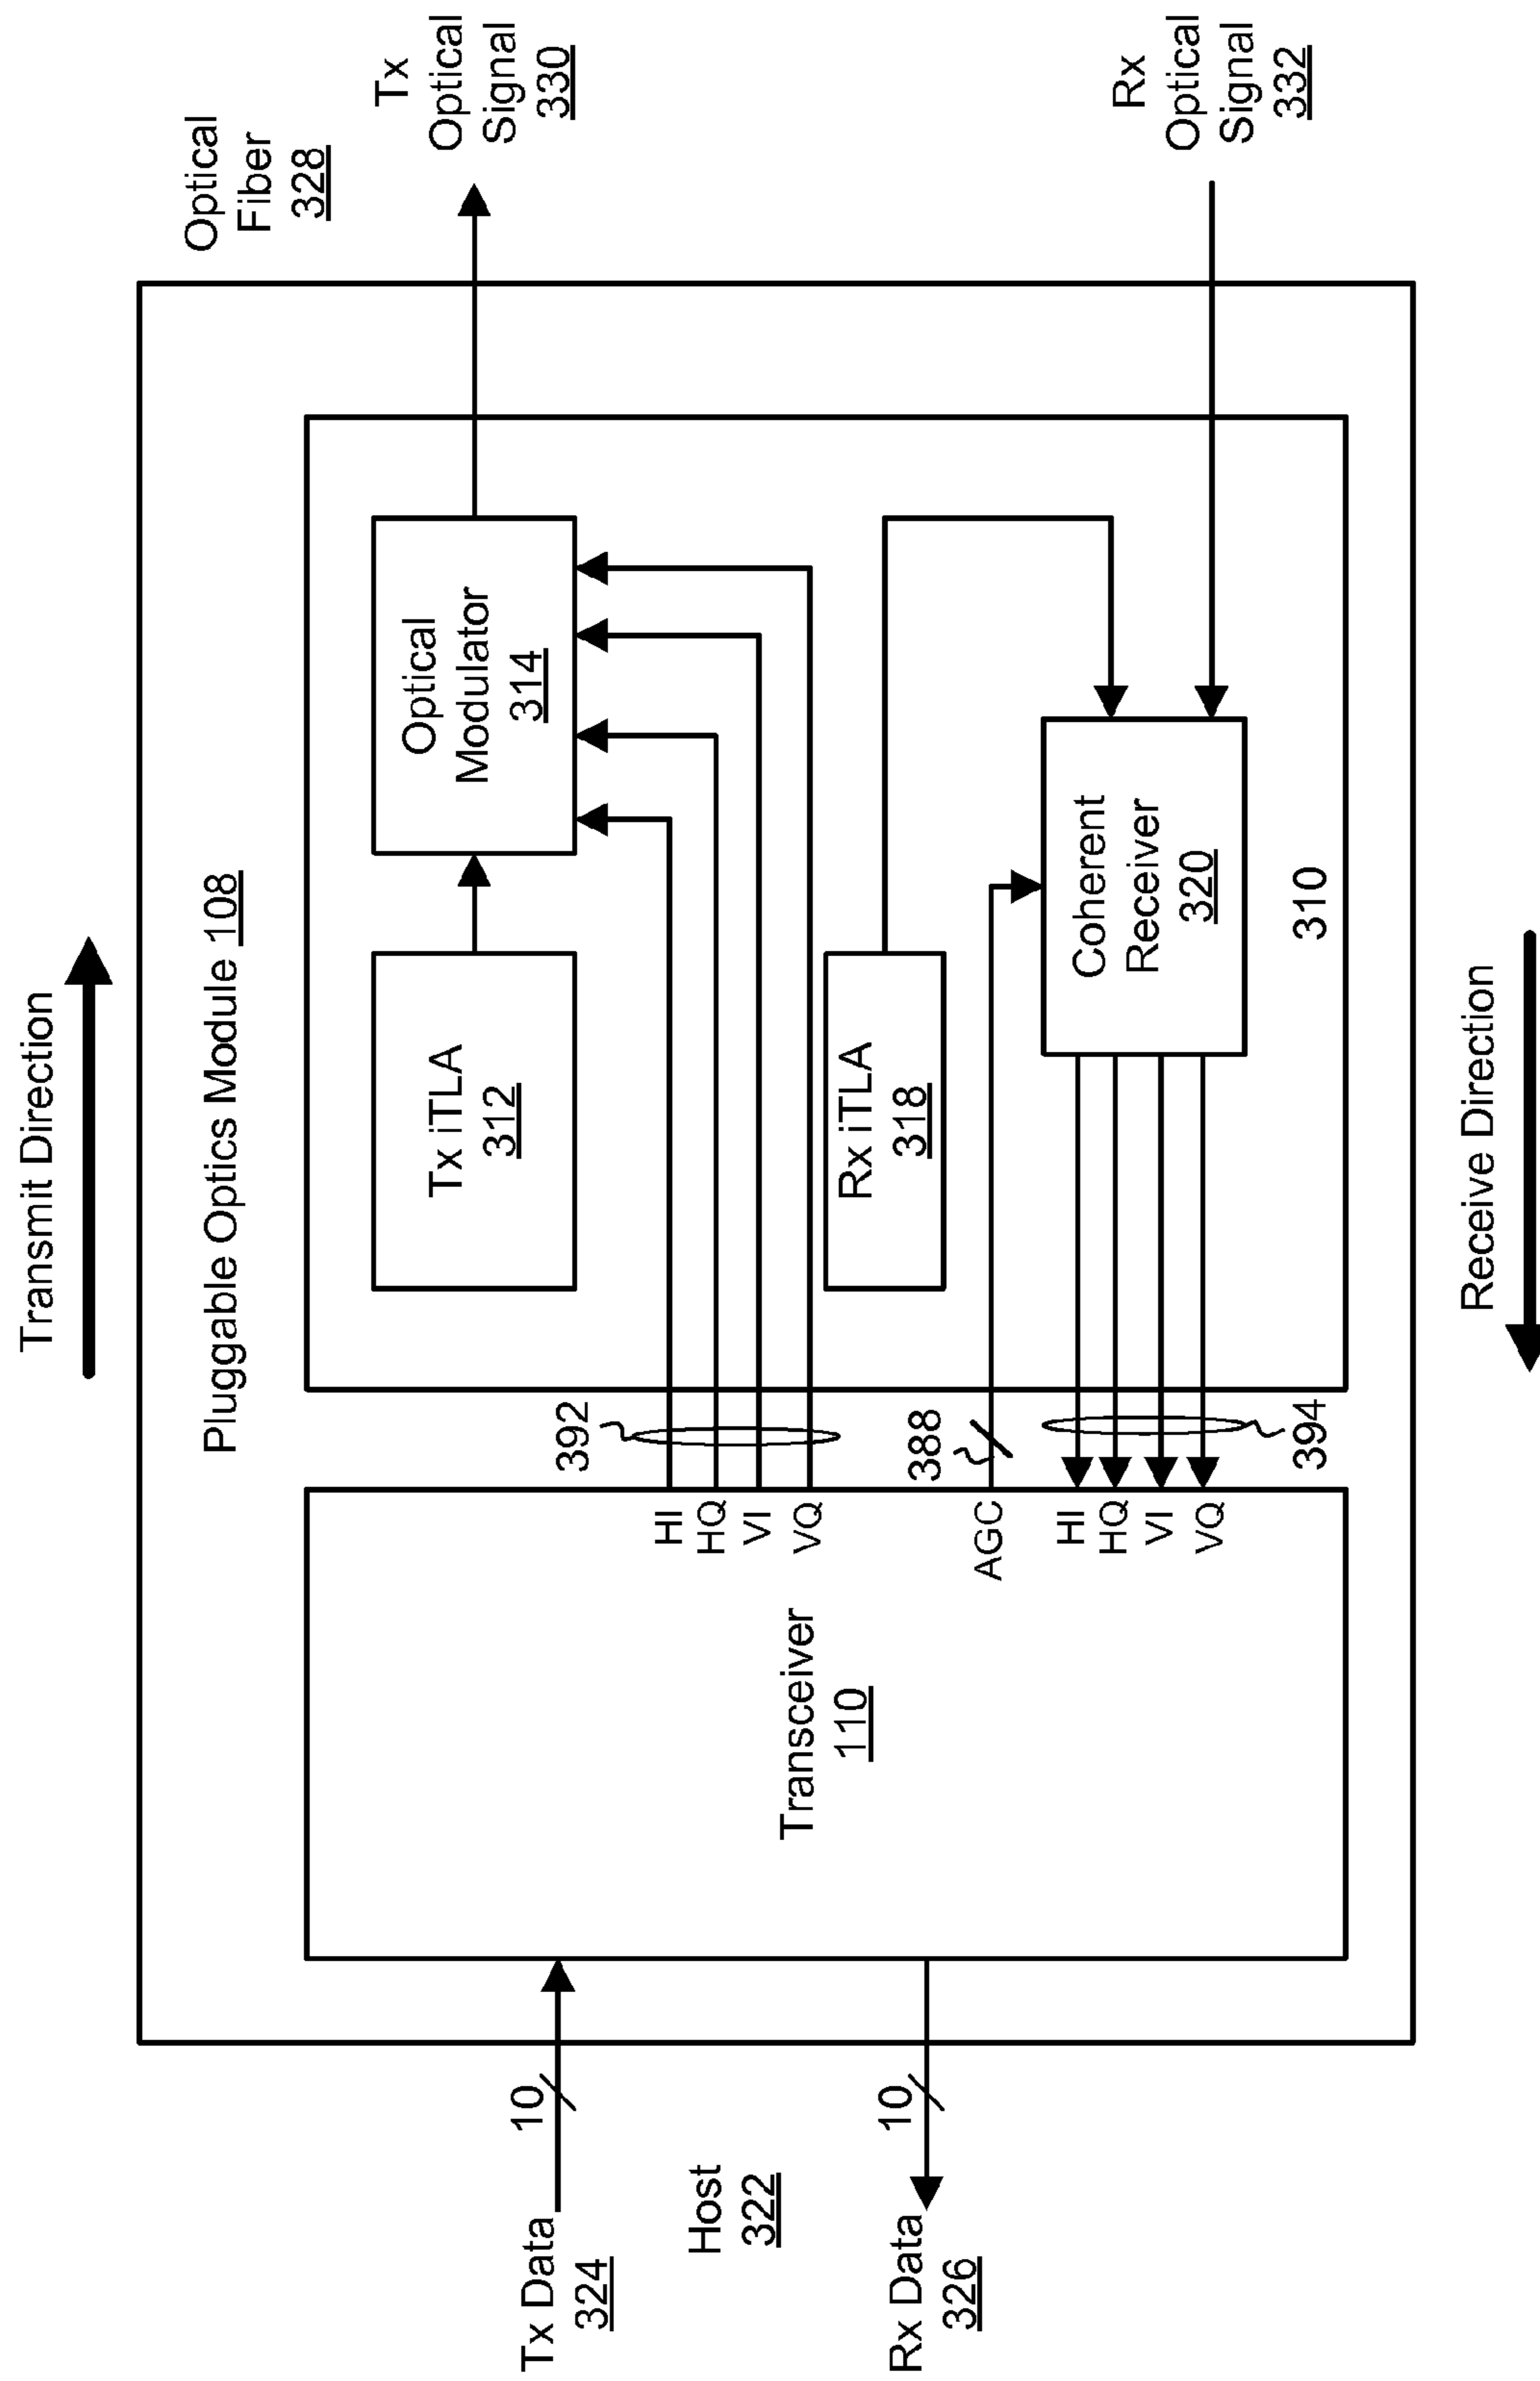 Transmit Direction
Pluggable Optics Module 108
Optical
Fiber
328
Tx
Optical
Signal
330
Tx iTLA
312
Optical
Modulator
314
392
HI
HQ
VI
VQ
10
Tx Data
324
Host
322
Transceiver
110
Rx iTLA
318
388
AGC
10
Rx Data
326
HI
HQ
VI
VQ
394
Coherent
Receiver
320
310
Rx
Optical
Signal
332
Receive Direction